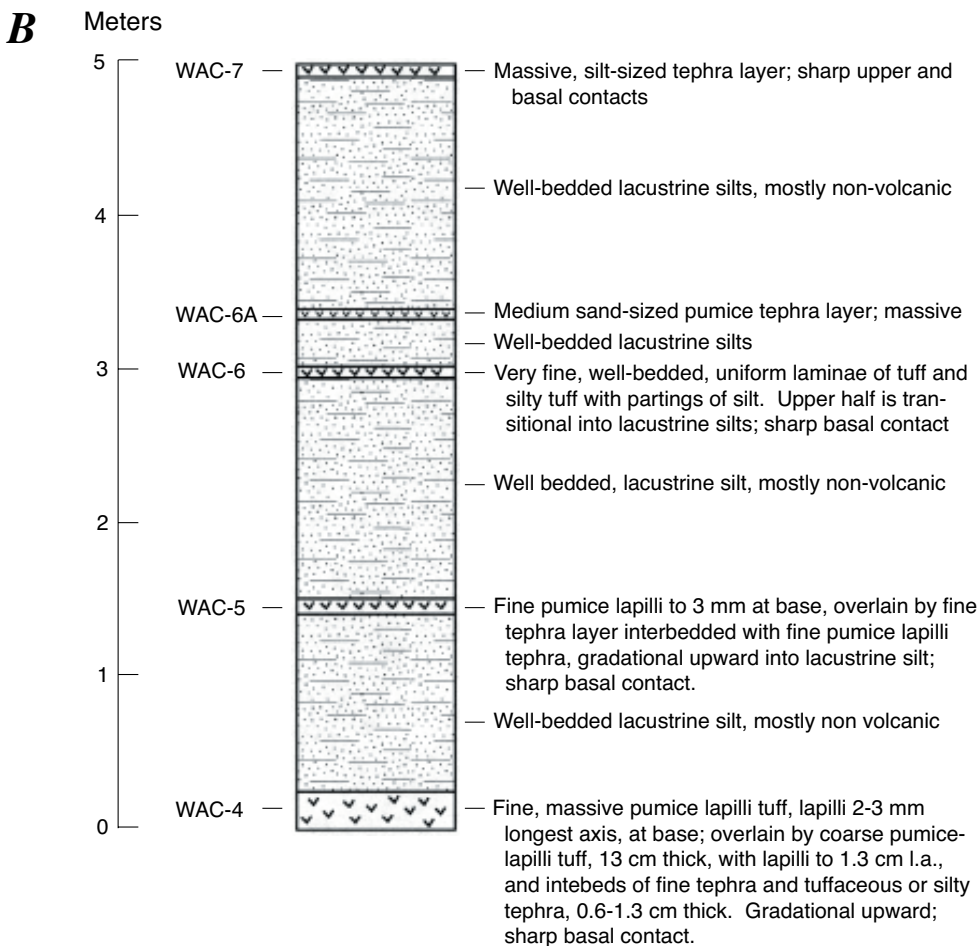 B
Meters
5
WAC-7
Massive, silt-sized tephra layer; sharp upper and
basal contacts
Well-bedded lacustrine silts, mostly non-volcanic
4
WAC-6A
Medium sand-sized pumice tephra layer; massive
Well-bedded lacustrine silts
3
WAC-6
Very fine, well-bedded, uniform laminae of tuff and
silty tuff with partings of silt. Upper half is tran-
sitional into lacustrine silts; sharp basal contact
Well bedded, lacustrine silt, mostly non-volcanic
2
WAC-5
Fine pumice lapilli to 3 mm at base, overlain by fine
tephra layer interbedded with fine pumice lapilli
tephra, gradational upward into lacustrine silt;
sharp basal contact.
1
Well-bedded lacustrine silt, mostly non volcanic
WAC-4
0
Fine, massive pumice lapilli tuff, lapilli 2-3 mm
longest axis, at base; overlain by coarse pumice-
lapilli tuff, 13 cm thick, with lapilli to 1.3 cm l.a.,
and intebeds of fine tephra and tuffaceous or silty
tephra, 0.6-1.3 cm thick. Gradational upward;
sharp basal contact.